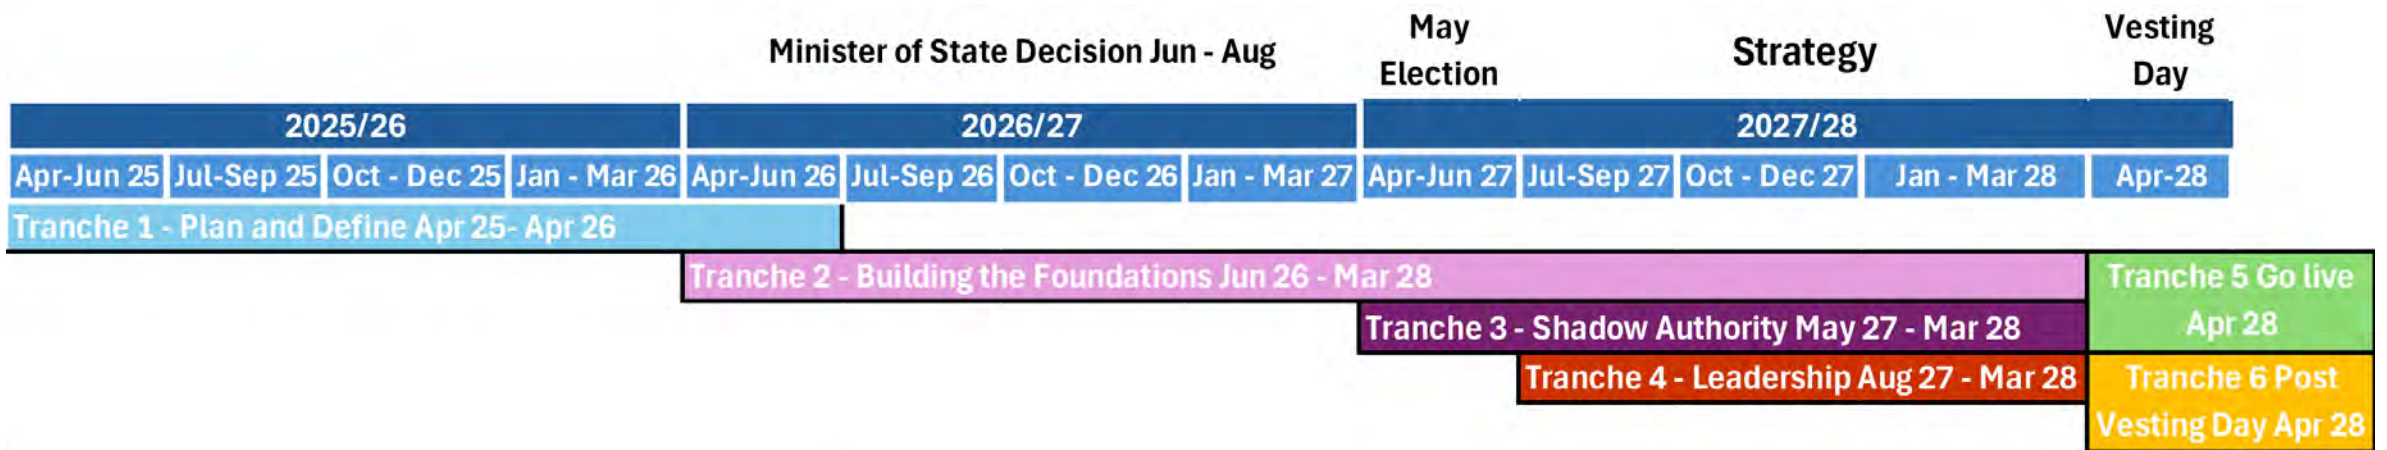 May
Election
Minister of State Decision Jun - Aug
Strategy
Vesting
Day
2025/26
2026/27
2027/28
Apr-Jun 25
Jul-Sep 25
Oct - Dec 25
Jan - Mar 26
Apr-Jun 26
Jul-Sep 26
Oct - Dec 26
Jan - Mar 27
Apr-Jun 27
Jul-Sep 27
Oct - Dec 27
Jan - Mar 28
Apr-28
Tranche 1 - Plan and Define Apr 25- Apr 26
Tranche 2 - Building the Foundations Jun 26 - Mar 28
Tranche 3 - Shadow Authority May 27 - Mar 28
Tranche 4 - Leadership Aug 27 - Mar 28
Tranche 5 Go live
Apr 28
Tranche 6 Post
Vesting Day Apr 28